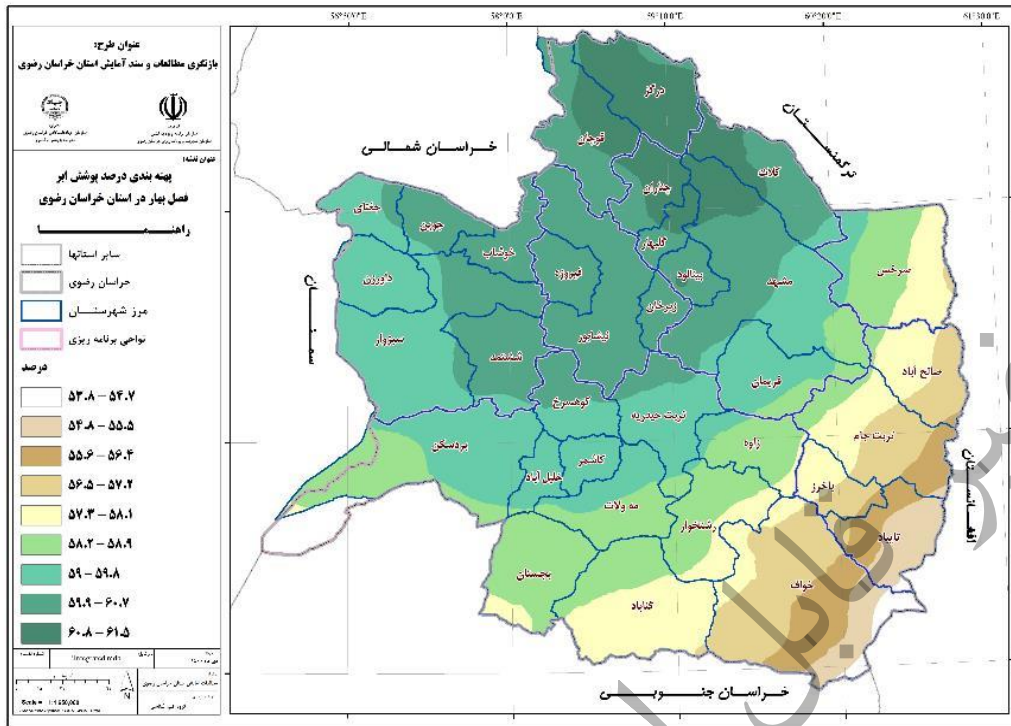 عنوان طرح:
بازنگری مطالعات و سند آمایش استان خراسان رضوی
عنوان نقشه:
پهنه بندی درصد پوشش ابر
فصل بهار در استان خراسان رضوی
راهنمــــــا
سایر استانها
خراسان رضوی
مرز شهرستان
نواحی برنامه ریزی
درصد
۵۳.۸ – ۵۴.۷
۵۴.۸ – ۵۵.۵
۵۵.۶ – ۵۶.۴
۵۶.۵ – ۵۷.۲
۵۷.۳ – ۵۸.۱
۵۸.۲ – ۵۸.۹
۵۹ – ۵۹.۸
۵۹.۹ – ۶۰.۷
۶۰.۸ – ۶۱.۵
N
خراسان شمالی
ترکمنستان
سمنان
افغانستان
خراسان جنوبی
درگز
قوچان
چناران
کلات
جغتای
جوین
خوشاب
فیروزه
گلبهار
بینالود
مشهد
سرخس
داورزن
زبرخان
سبزوار
ششتمد
نیشابور
فریمان
صالح آباد
کوهسرخ
تربت حیدریه
بردسکن
کاشمر
خلیل آباد
زاوه
تربت جام
باخرز
مه ولات
رشتخوار
تایباد
بجستان
گناباد
خواف